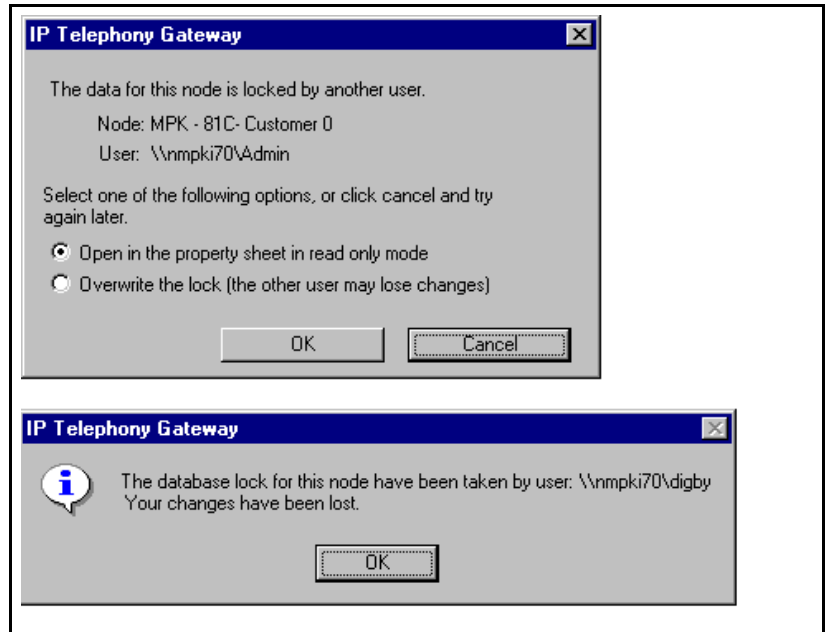 IP Telephony Gateway
The data for this node is locked by another user.
Node: MPK - 81C- Customer 0
User: \\nmpki70\Admin
Select one of the following options, or click cancel and try
again later.
Open in the property sheet in read only mode
Overwrite the lock (the other user may lose changes)
OK Cancel
IP Telephony Gateway
The database lock for this node have been taken by user: \\nmpki70\digby
Your changes have been lost.
OK